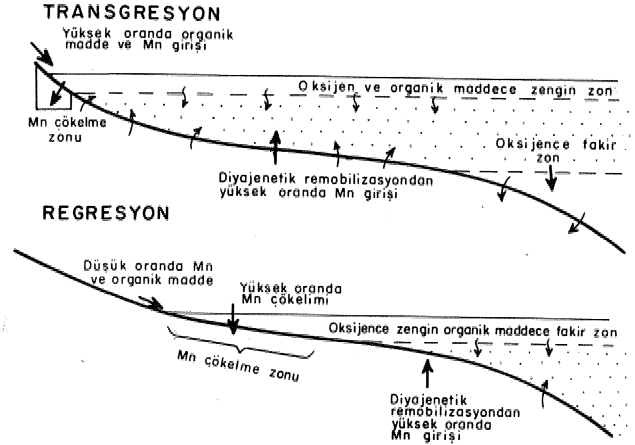 TRANSGRESYON
Yüksek oranda organik
madde ve Mn girişi
Oksijen ve organik maddece zengin zon
Mn çökelme
zonu
Oksijence fakir
zon
Diyajenetik remobilizasyondan
yüksek oranda Mn girişi
REGRESYON
Düşük oranda Mn
ve organik madde
Yüksek oranda
Mn çökelimi
Oksijence zengin organik maddece fakir zon
Mn çökelme zonu
Diyajenetik
remobilizasyondan
yüksek oranda
Mn girişi